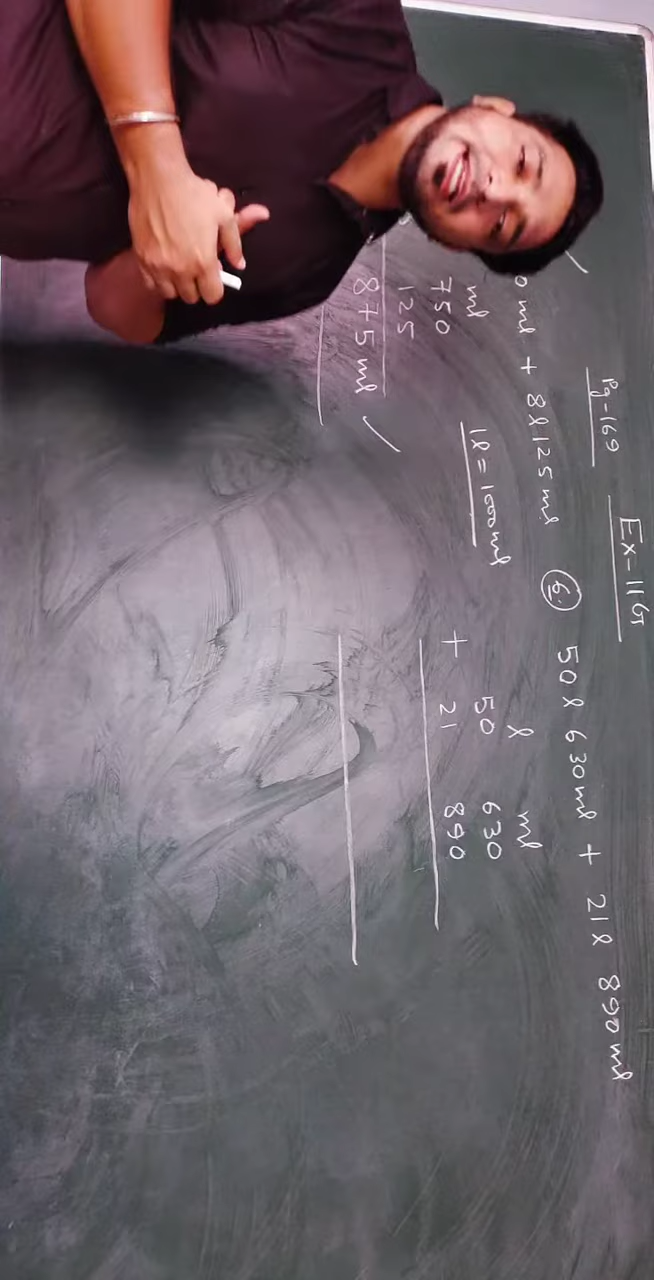 Pg-169 Ex-11G
0 ml + 8l 125 ml
ml
750
125
875 ml
1l = 1000 ml
6. 50 l 630 ml + 21 l 890 ml
l ml
50 630
+ 21 890